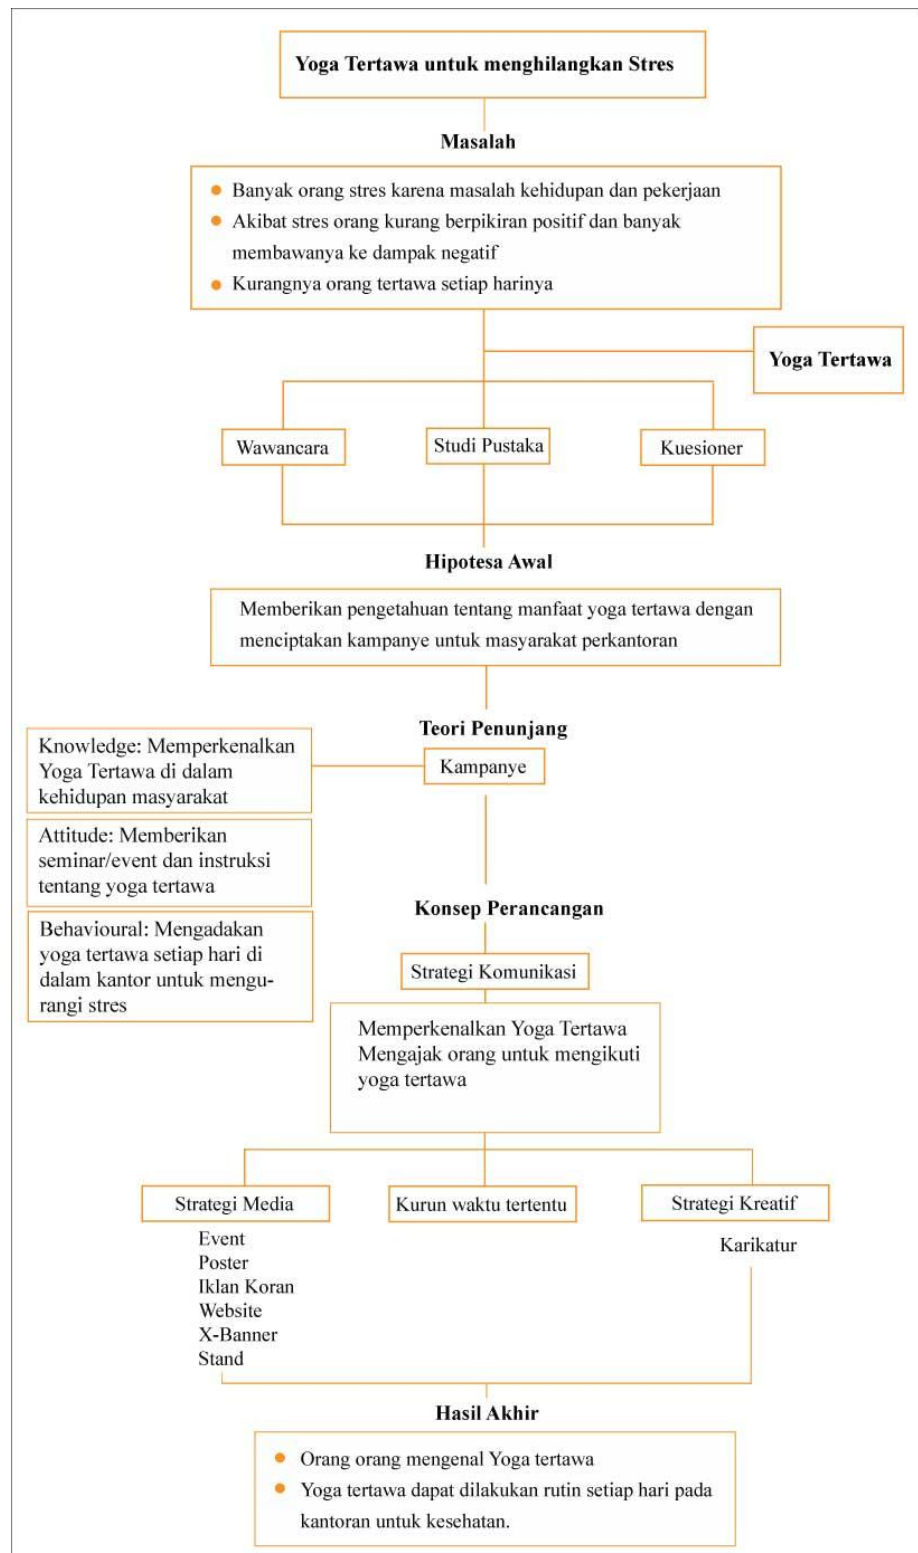 Yoga Tertawa untuk menghilangkan Stres
Masalah
Banyak orang stres karena masalah kehidupan dan pekerjaan
Akibat stres orang kurang berpikiran positif dan banyak
membawanya ke dampak negatif
Kurangnya orang tertawa setiap harinya
Yoga Tertawa
Wawancara
Studi Pustaka
Kuesioner
Hipotesa Awal
Memberikan pengetahuan tentang manfaat yoga tertawa dengan
menciptakan kampanye untuk masyarakat perkantoran
Teori Penunjang
Kampanye
Knowledge: Memperkenalkan
Yoga Tertawa di dalam
kehidupan masyarakat
Attitude: Memberikan
seminar/event dan instruksi
tentang yoga tertawa
Behavioural: Mengadakan
yoga tertawa setiap hari di
dalam kantor untuk mengu-
rangi stres
Konsep Perancangan
Strategi Komunikasi
Memperkenalkan Yoga Tertawa
Mengajak orang untuk mengikuti
yoga tertawa
Strategi Media
Event
Poster
Iklan Koran
Website
X-Banner
Stand
Kurun waktu tertentu
Strategi Kreatif
Karikatur
Hasil Akhir
Orang orang mengenal Yoga tertawa
Yoga tertawa dapat dilakukan rutin setiap hari pada
kantoran untuk kesehatan.